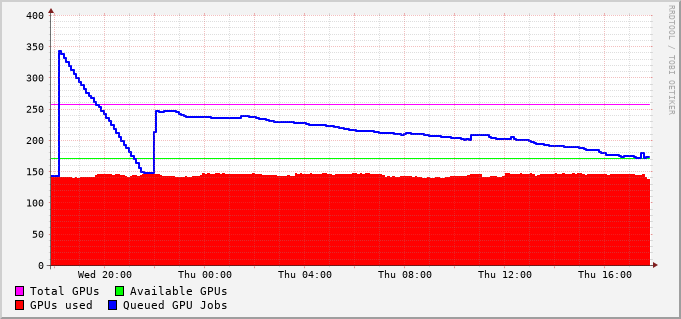 400
350
300
250
200
150
100
50
0
Wed 20:00 Thu 00:00 Thu 04:00 Thu 08:00 Thu 12:00 Thu 16:00
Total GPUs Available GPUs
GPUs used Queued GPU Jobs
RRDTOOL / TOBI OETIKER